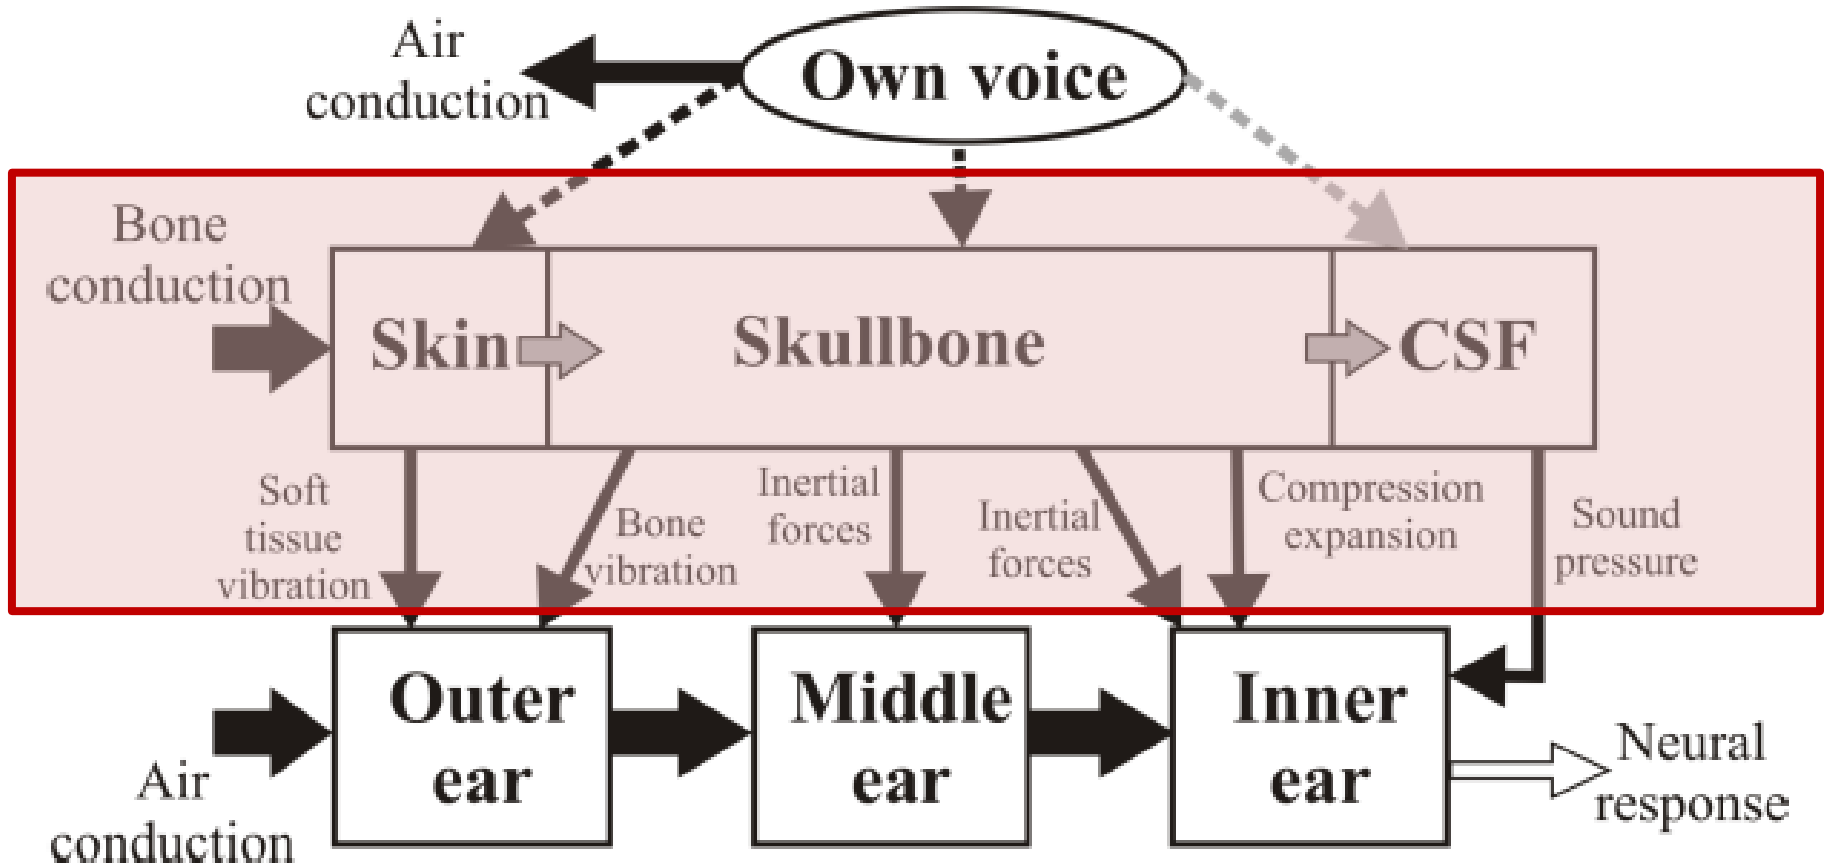 Air
conduction
Own voice
Bone
conduction
Skin
Skullbone
CSF
Soft
tissue
vibration
Bone
vibration
Inertial
forces
Inertial
forces
Compression
expansion
Sound
pressure
Outer
ear
Middle
ear
Inner
ear
Air
conduction
Neural
response